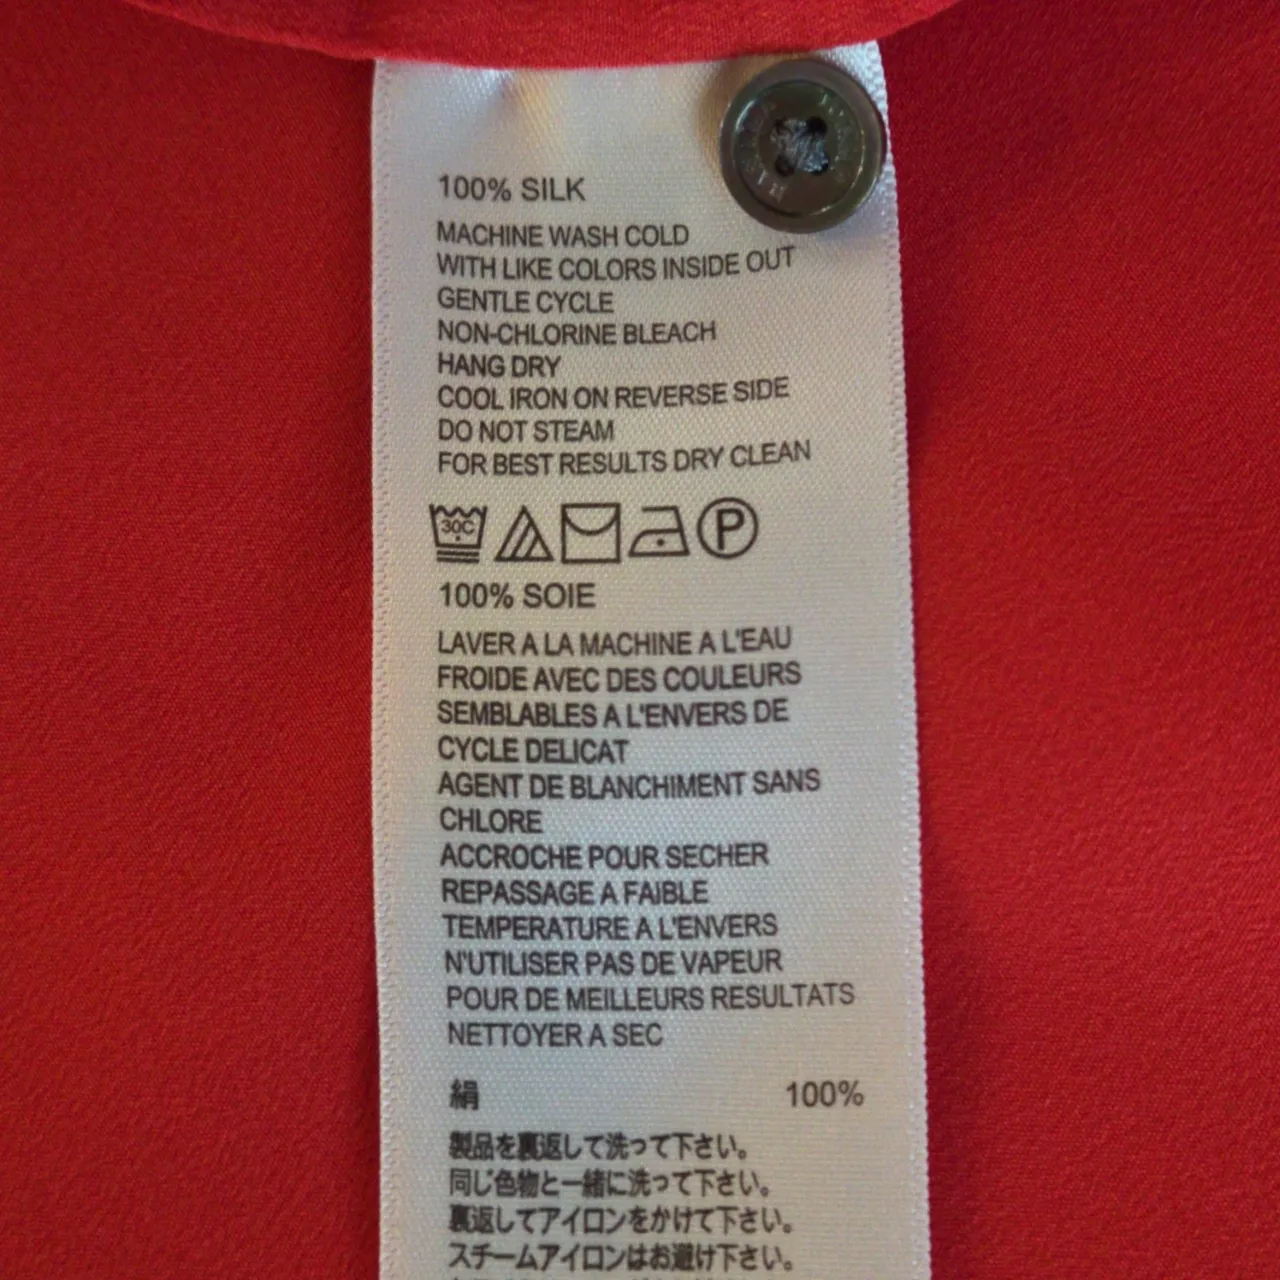 100% SILK
MACHINE WASH COLD
WITH LIKE COLORS INSIDE OUT
GENTLE CYCLE
NON-CHLORINE BLEACH
HANG DRY
COOL IRON ON REVERSE SIDE
DO NOT STEAM
FOR BEST RESULTS DRY CLEAN
30C
P
100% SOIE
LAVER A LA MACHINE A L'EAU
FROIDE AVEC DES COULEURS
SEMBLABLES A L'ENVERS DE
CYCLE DELICAT
AGENT DE BLANCHIMENT SANS
CHLORE
ACCROCHE POUR SECHER
REPASSAGE A FAIBLE
TEMPERATURE A L'ENVERS
N'UTILISER PAS DE VAPEUR
POUR DE MEILLEURS RESULTATS
NETTOYER A SEC
絹 100%
製品を裏返して洗って下さい。
同じ色物と一緒に洗って下さい。
裏返してアイロンをかけて下さい。
スチームアイロンはお避け下さい。